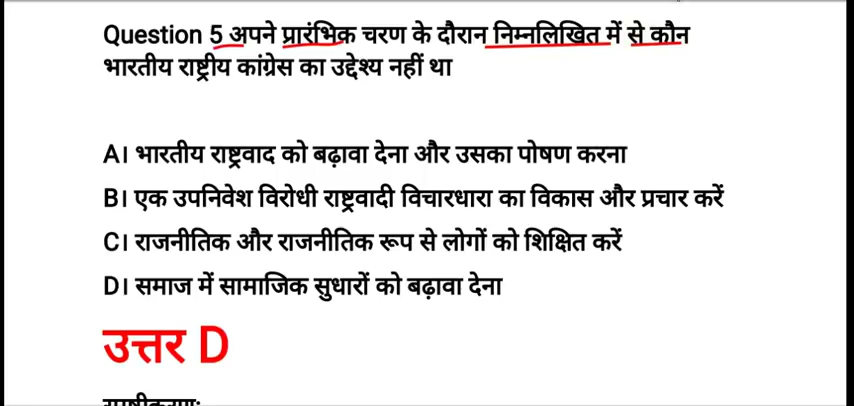 Question 5 अपने प्रारंभिक चरण के दौरान निम्नलिखित में से कौन
भारतीय राष्ट्रीय कांग्रेस का उद्देश्य नहीं था
A। भारतीय राष्ट्रवाद को बढ़ावा देना और उसका पोषण करना
B। एक उपनिवेश विरोधी राष्ट्रवादी विचारधारा का विकास और प्रचार करें
C। राजनीतिक और राजनीतिक रूप से लोगों को शिक्षित करें
D। समाज में सामाजिक सुधारों को बढ़ावा देना
उत्तर D